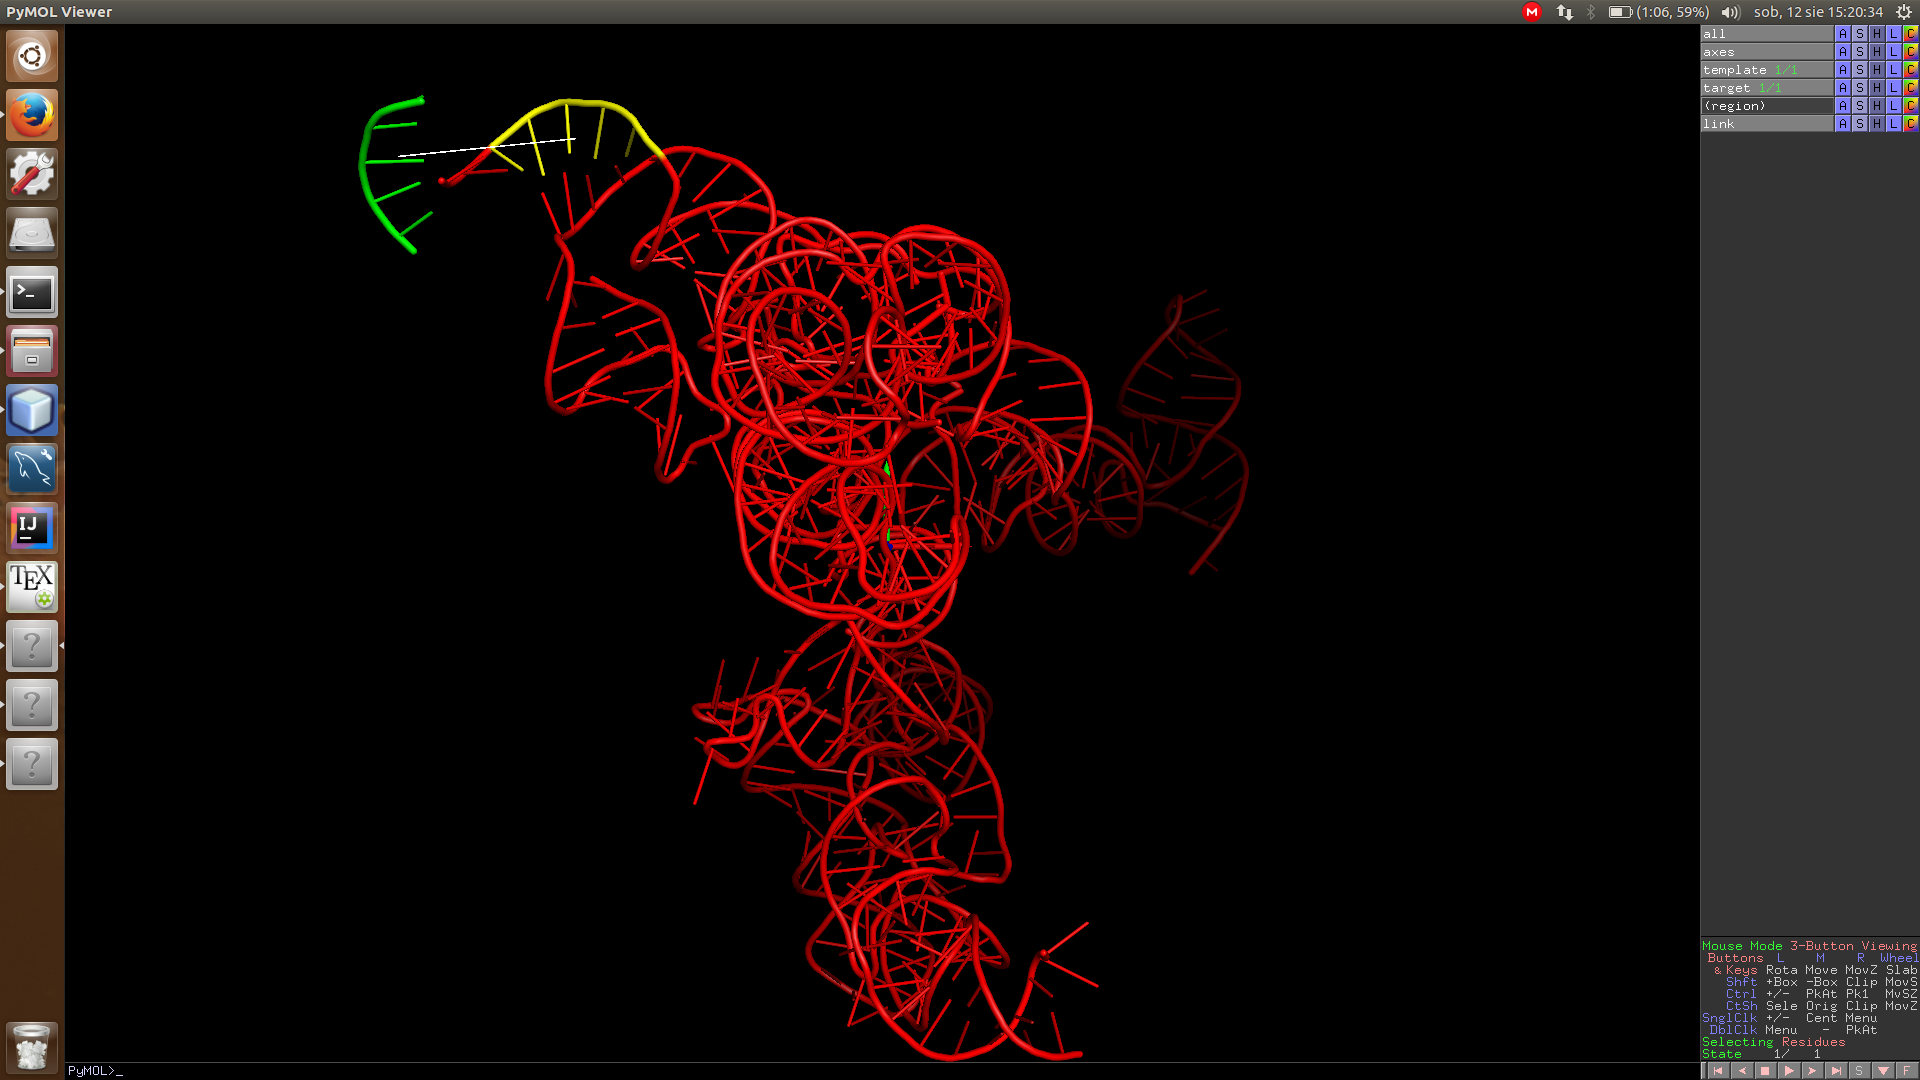 PyMOL Viewer
M
(1:06, 59%) sob, 12 sie 15:20:34
all A S H L C
axes A S H L C
template 1/1 A S H L C
target 1/1 A S H L C
(region) A S H L C
link A S H L C
>_
IJ
TEX
?
?
?
Mouse Mode 3-Button Viewing
Buttons L M R Wheel
& Keys Rota Move MovZ Slab
Shft +Box -Box Clip MovS
Ctrl +/- PkAt Pk1 MvSZ
CtSh Sele Orig Clip MovZ
SnglClk +/- Cent Menu
DblClk Menu - PkAt
Selecting Residues
State 1/ 1
PyMOL>_
S F